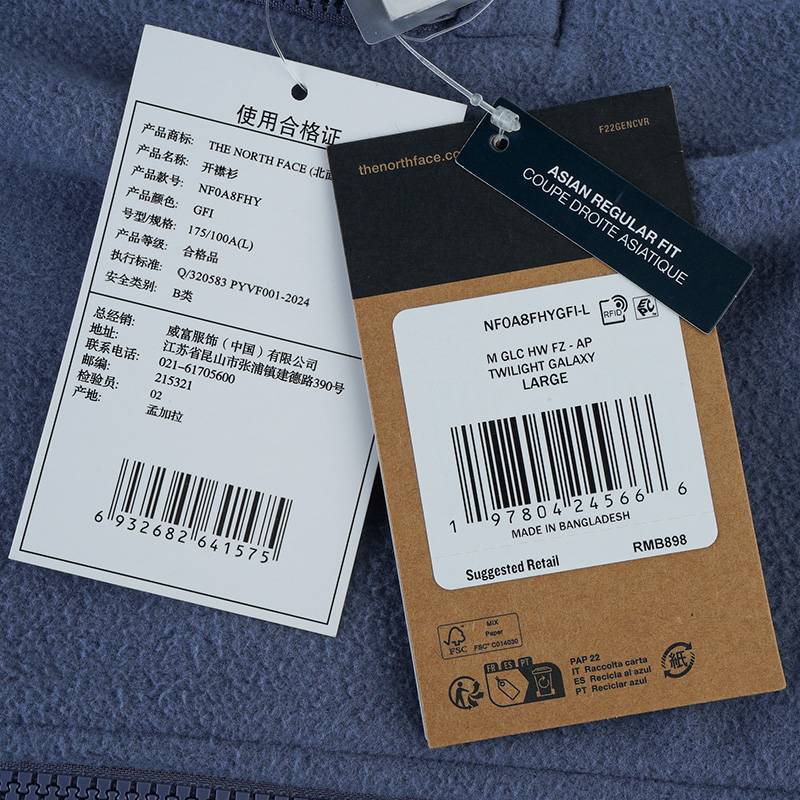 使用合格证
产品商标: THE NORTH FACE (北面
产品名称: 开襟衫
产品款号: NF0A8FHY
产品颜色: GFI
号型/规格: 175/100A(L)
产品等级: 合格品
执行标准: Q/320583 PYVF001-2024
安全类别: B类
总经销: 威富服饰（中国）有限公司
地址: 江苏省昆山市张浦镇建德路390号
联系电话: 021-61705600
邮编: 215321
检验员: 02
产地: 孟加拉
6 932682 641575
F22GENCVR
thenorthface.co
ASIAN REGULAR FIT
COUPE DROITE ASIATIQUE
NF0A8FHYGFI-L
RFID
M GLC HW FZ - AP
TWILIGHT GALAXY
LARGE
1 97804 24566 6
MADE IN BANGLADESH
Suggested Retail RMB898
FSC
MIX
Paper
FSC™ C014030
FR ES PT
PAP 22
IT Raccolta carta
ES Recicla al azul
PT Reciclar azul
紙